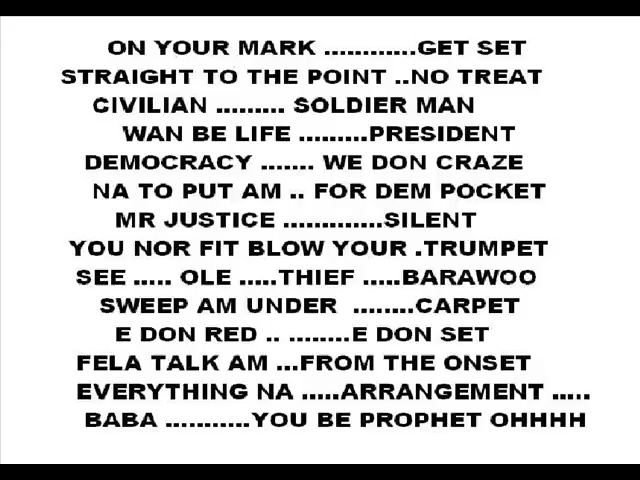 ON YOUR MARK ............GET SET
STRAIGHT TO THE POINT ..NO TREAT
CIVILIAN ......... SOLDIER MAN
WAN BE LIFE .........PRESIDENT
DEMOCRACY ....... WE DON CRAZE
NA TO PUT AM .. FOR DEM POCKET
MR JUSTICE .............SILENT
YOU NOR FIT BLOW YOUR .TRUMPET
SEE ..... OLE .....THIEF .....BARAWOO
SWEEP AM UNDER ........CARPET
E DON RED .. ........E DON SET
FELA TALK AM ...FROM THE ONSET
EVERYTHING NA .....ARRANGEMENT .....
BABA ...........YOU BE PROPHET OHHHH